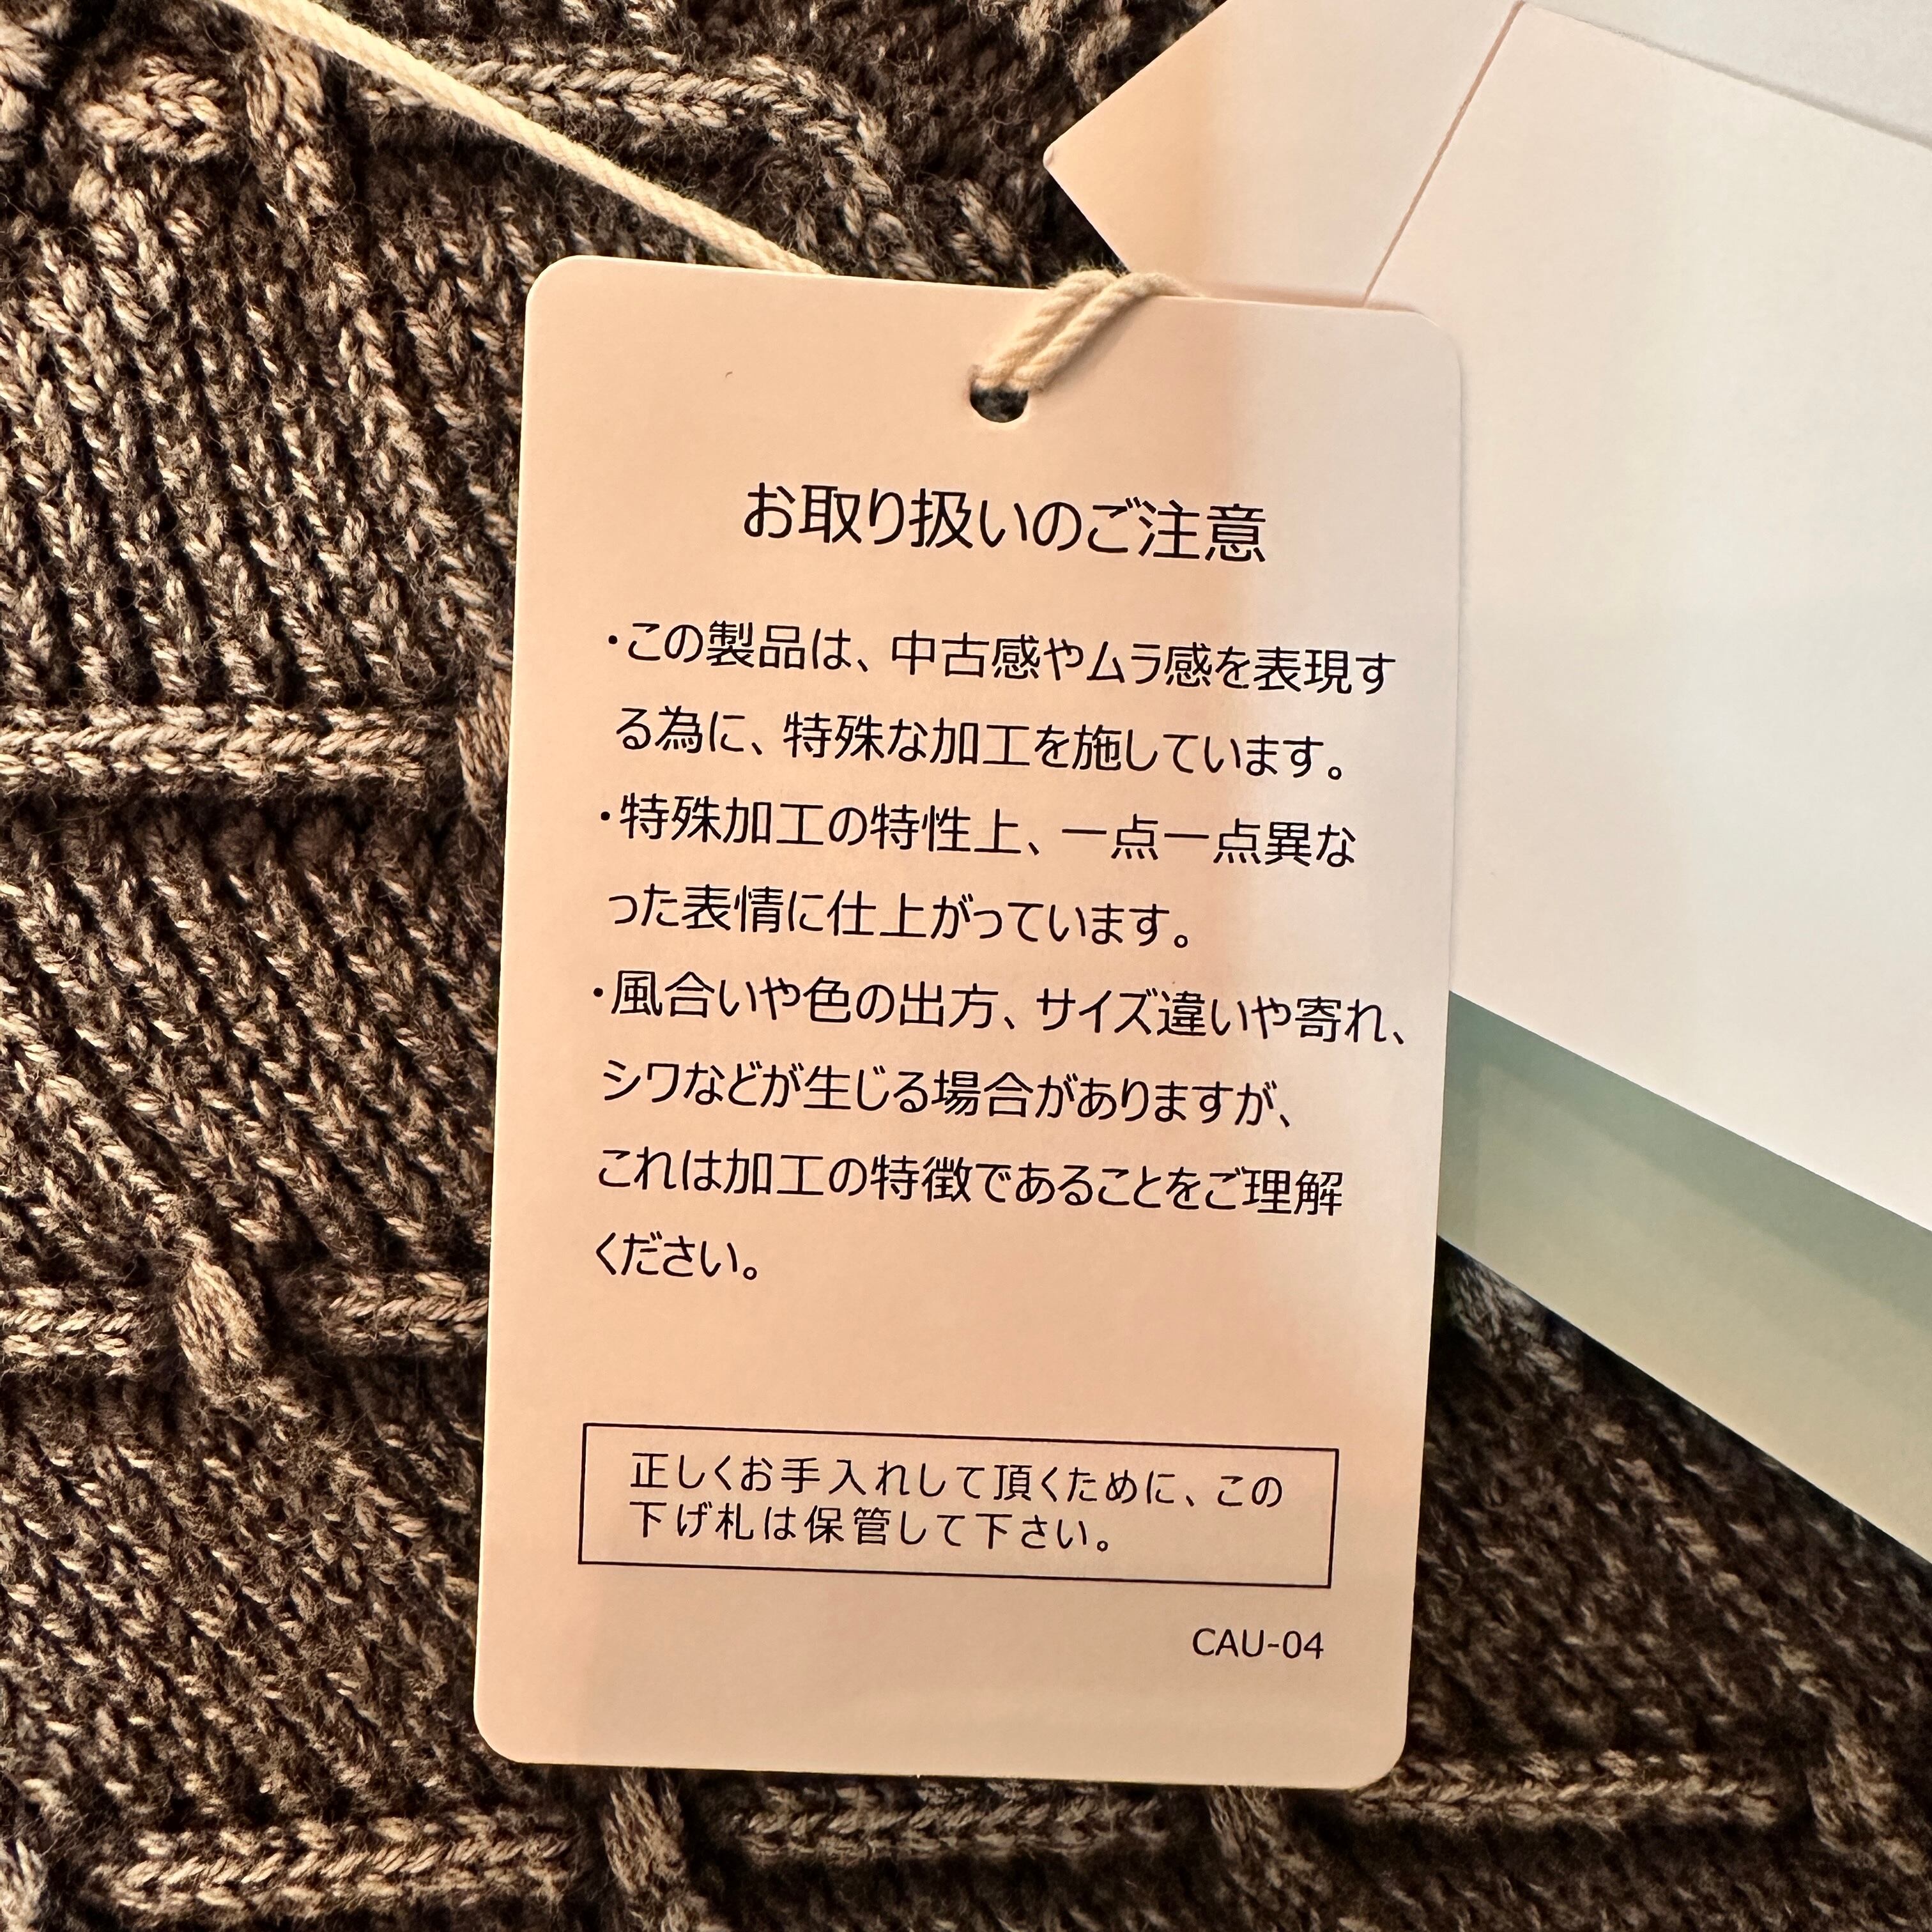 お取り扱いのご注意
・この製品は、中古感やムラ感を表現す
る為に、特殊な加工を施しています。
・特殊加工の特性上、一点一点異な
った表情に仕上がっています。
・風合いや色の出方、サイズ違いや寄れ、
シワなどが生じる場合がありますが、
これは加工の特徴であることをご理解
ください。
正しくお手入れして頂くために、この
下げ札は保管して下さい。
CAU-04